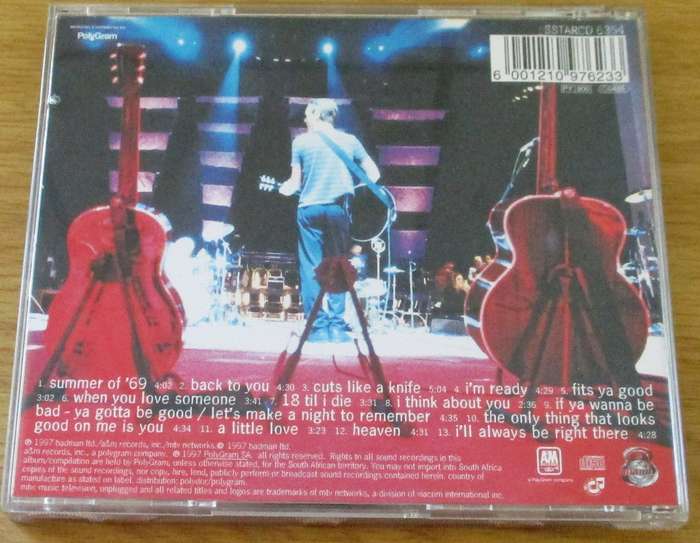 PolyGram
SSTARCD 6354
6 001210 976233
1. summer of '69 4:02 2. back to you 4:30 3. cuts like a knife 5:04 4. i'm ready 4:29 5. fits ya good
3:02 6. when you love someone 3:41 7. 18 til i die 3:31 8. i think about you 2:36 9. if ya wanna be
bad - ya gotta be good / let's make a night to remember 4:35 10. the only thing that looks
good on me is you 4:34 11. a little love 3:23 12. heaven 4:31 13. i'll always be right there 4:28
℗ 1997 badman ltd./a&m records, inc./mtv networks © 1997 badman ltd.
a&m records, inc., a polygram company. ℗ 1997 PolyGram SA. all rights reserved. Rights to all sound recordings in this
album/compilation are held by PolyGram, unless otherwise stated, for the South African territory. You may not import into South Africa
copies of the sound recordings, nor copy, hire, lend, publicly perform or broadcast sound recordings contained herein. country of
manufacture as stated on label. distribution: polydor/polygram.
mtv: music television, unplugged and all related titles and logos are trademarks of mtv networks, a division of viacom international inc.
A&M
a PolyGram company